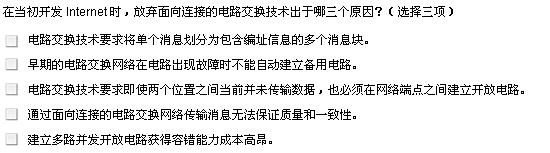 在当初开发 Internet 时，放弃面向连接的电路交换技术出于哪三个原因？（选择三项）
电路交换技术要求将单个消息划分为包含编址信息的多个消息块。
早期的电路交换网络在电路出现故障时不能自动建立备用电路。
电路交换技术要求即使两个位置之间当前并未传输数据，也必须在网络端点之间建立开放电路。
通过面向连接的电路交换网络传输消息无法保证质量和一致性。
建立多路并发开放电路获得容错能力成本高昂。